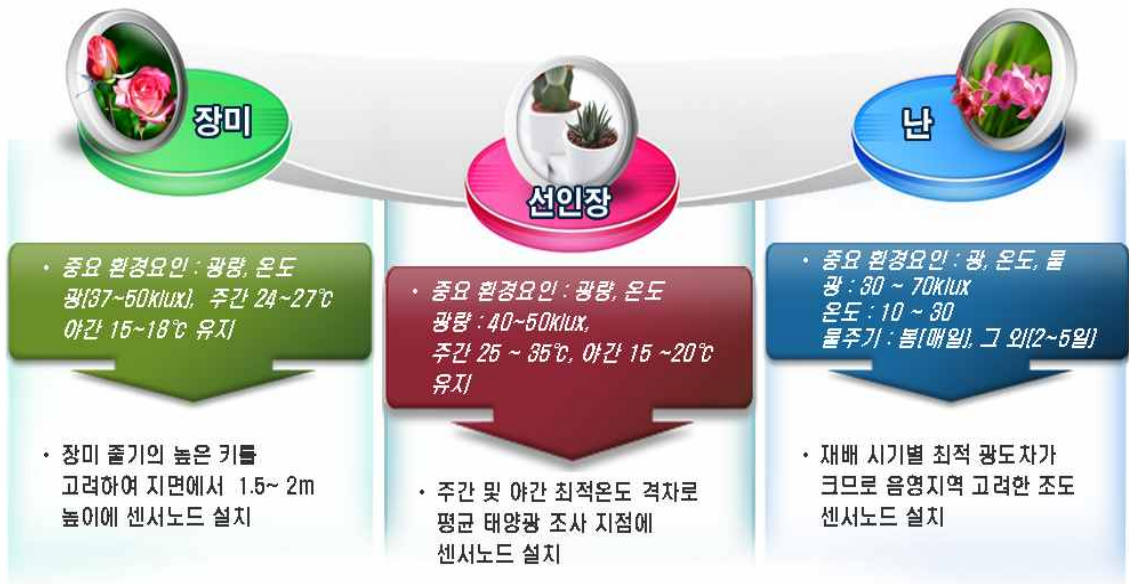 장미
• 중요 환경요인 : 광량, 온도
광(37~50klux), 주간 24~27℃
야간 15~18℃ 유지
• 장미 줄기의 높은 키를
고려하여 지면에서 1.5~ 2m
높이에 센서노드 설치
선인장
• 중요 환경요인 : 광량, 온도
광량 : 40~50klux,
주간 25 ~ 35℃, 야간 15 ~20℃
유지
• 주간 및 야간 최적온도 격차로
평균 태양광 조사 지점에
센서노드 설치
난
• 중요 환경요인 : 광, 온도, 물
광 : 30 ~ 70klux
온도 : 10 ~ 30
물주기 : 봄(매일), 그 외(2~5일)
• 재배 시기별 최적 광도차가
크므로 음영지역 고려한 조도
센서노드 설치